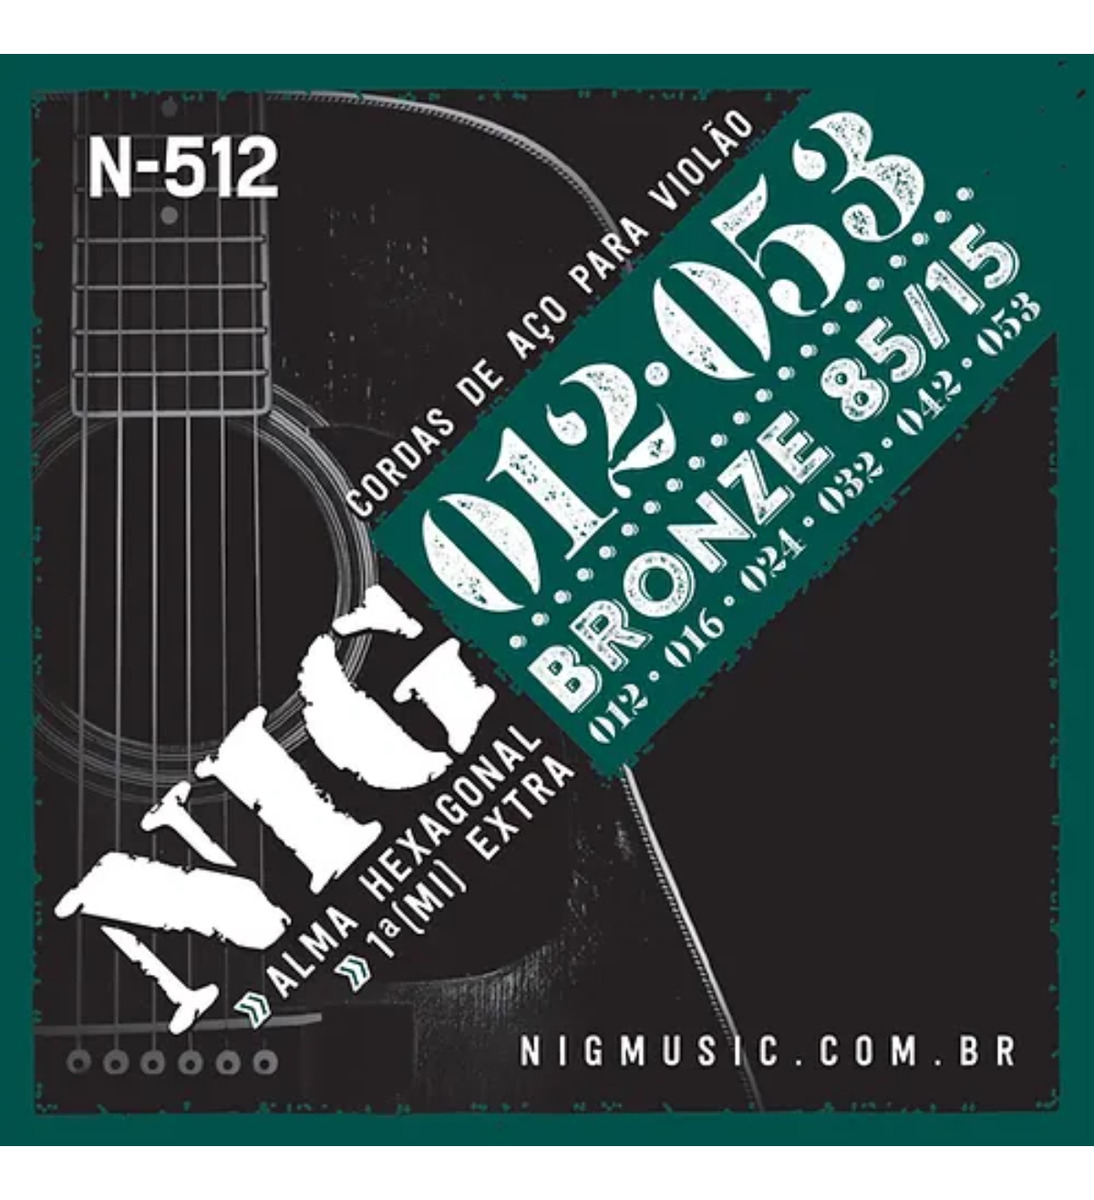 N-512
CORDAS DE AÇO PARA VIOLÃO
012·053
BRONZE 85/15
012 · 016 · 024 · 032 · 042 · 053
NIG
ALMA HEXAGONAL
1ª(MI) EXTRA
NIGMUSIC.COM.BR